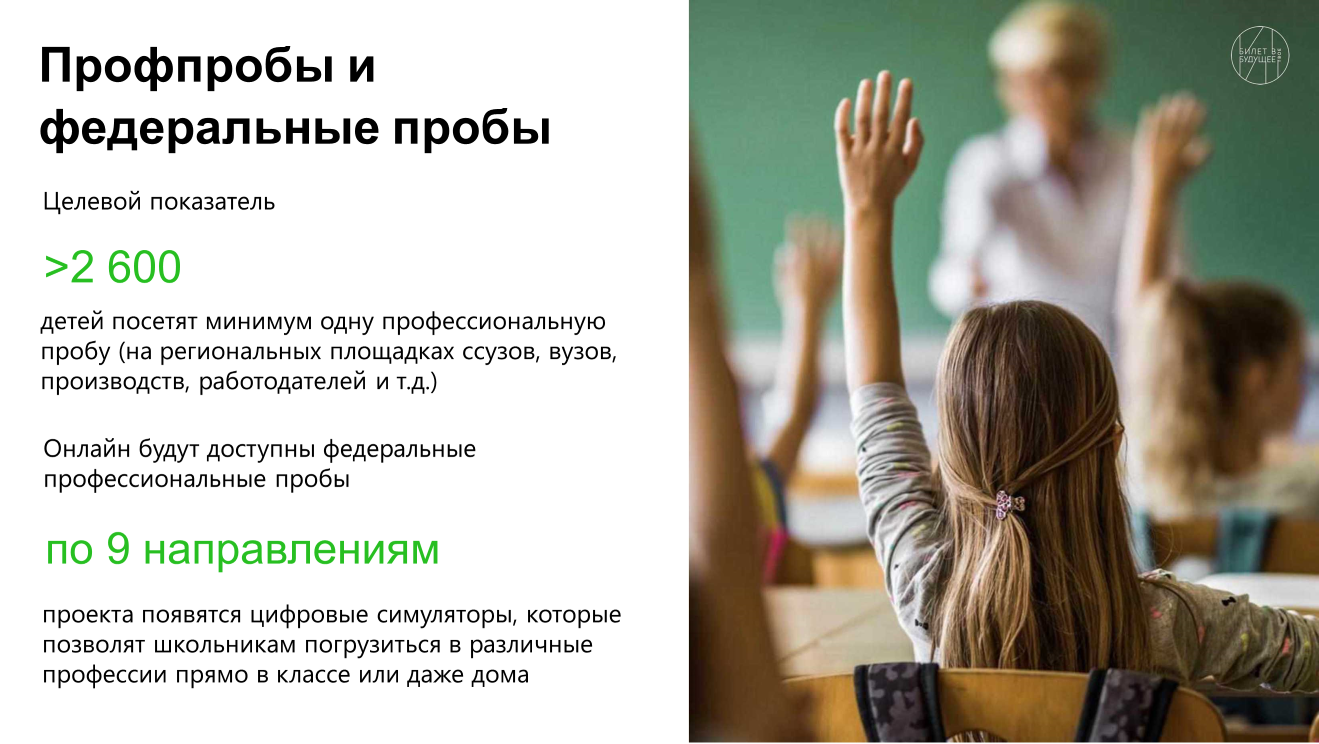 Профпробы и
федеральные пробы
Целевой показатель
>2 600
детей посетят минимум одну профессиональную
пробу (на региональных площадках ссузов, вузов,
производств, работодателей и т.д.)
Онлайн будут доступны федеральные
профессиональные пробы
по 9 направлениям
проекта появятся цифровые симуляторы, которые
позволят школьникам погрузиться в различные
профессии прямо в классе или даже дома
БИЛЕТ В
БУДУЩЕЕ